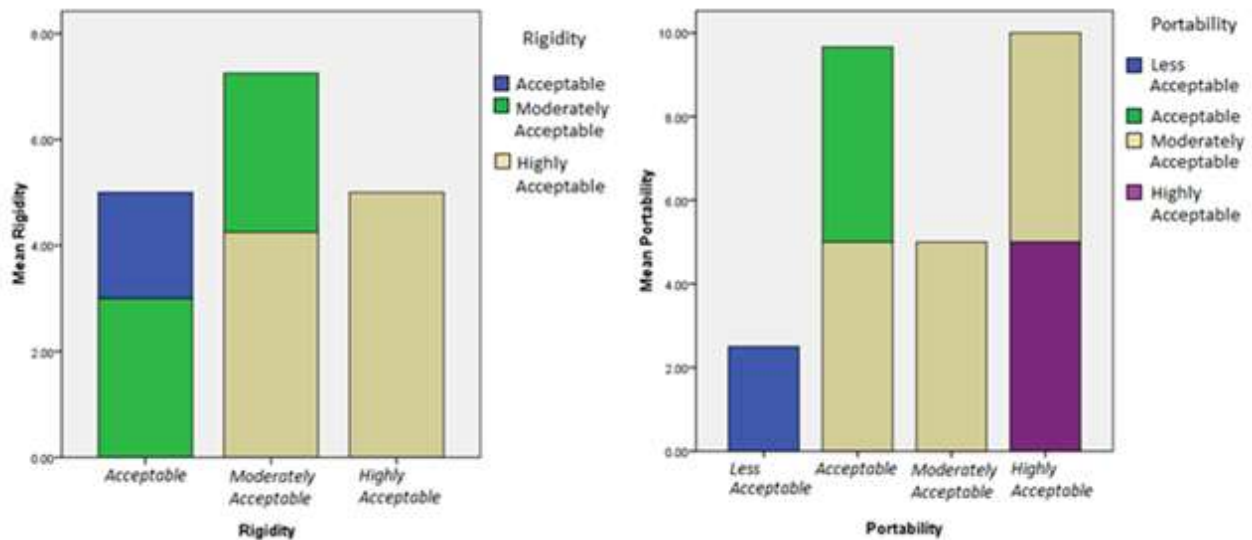 8.00
6.00
4.00
2.00
0.00
Mean Rigidity
Acceptable
Moderately
Acceptable
Highly
Acceptable
Rigidity
Rigidity
Acceptable
Moderately
Acceptable
Highly
Acceptable
10.00
8.00
6.00
4.00
2.00
0.00
Mean Portability
Less
Acceptable
Acceptable
Moderately
Acceptable
Highly
Acceptable
Portability
Portability
Less
Acceptable
Acceptable
Moderately
Acceptable
Highly
Acceptable